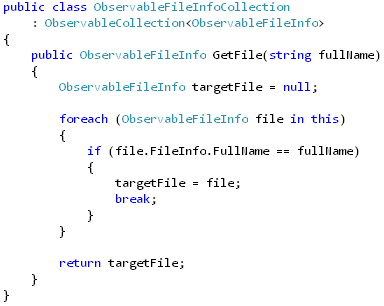 public class ObservableFileInfoCollection
    : ObservableCollection<ObservableFileInfo>
{
    public ObservableFileInfo GetFile(string fullName)
    {
        ObservableFileInfo targetFile = null;

        foreach (ObservableFileInfo file in this)
        {
            if (file.FileInfo.FullName == fullName)
            {
                targetFile = file;
                break;
            }
        }

        return targetFile;
    }
}